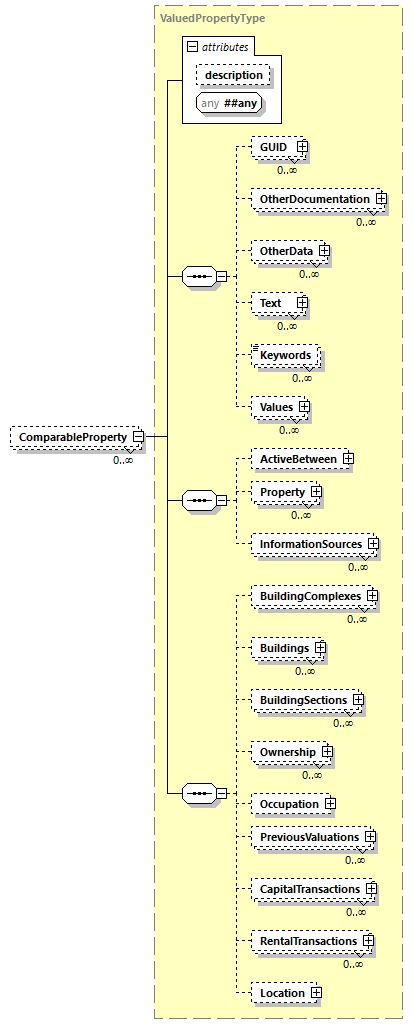 ValuedPropertyType
attributes
description
any ##any
GUID
0..∞
OtherDocumentation
0..∞
OtherData
0..∞
Text
0..∞
Keywords
0..∞
Values
0..∞
ComparableProperty
0..∞
ActiveBetween
Property
0..∞
InformationSources
0..∞
BuildingComplexes
0..∞
Buildings
0..∞
BuildingSections
0..∞
Ownership
0..∞
Occupation
PreviousValuations
0..∞
CapitalTransactions
0..∞
RentalTransactions
0..∞
Location